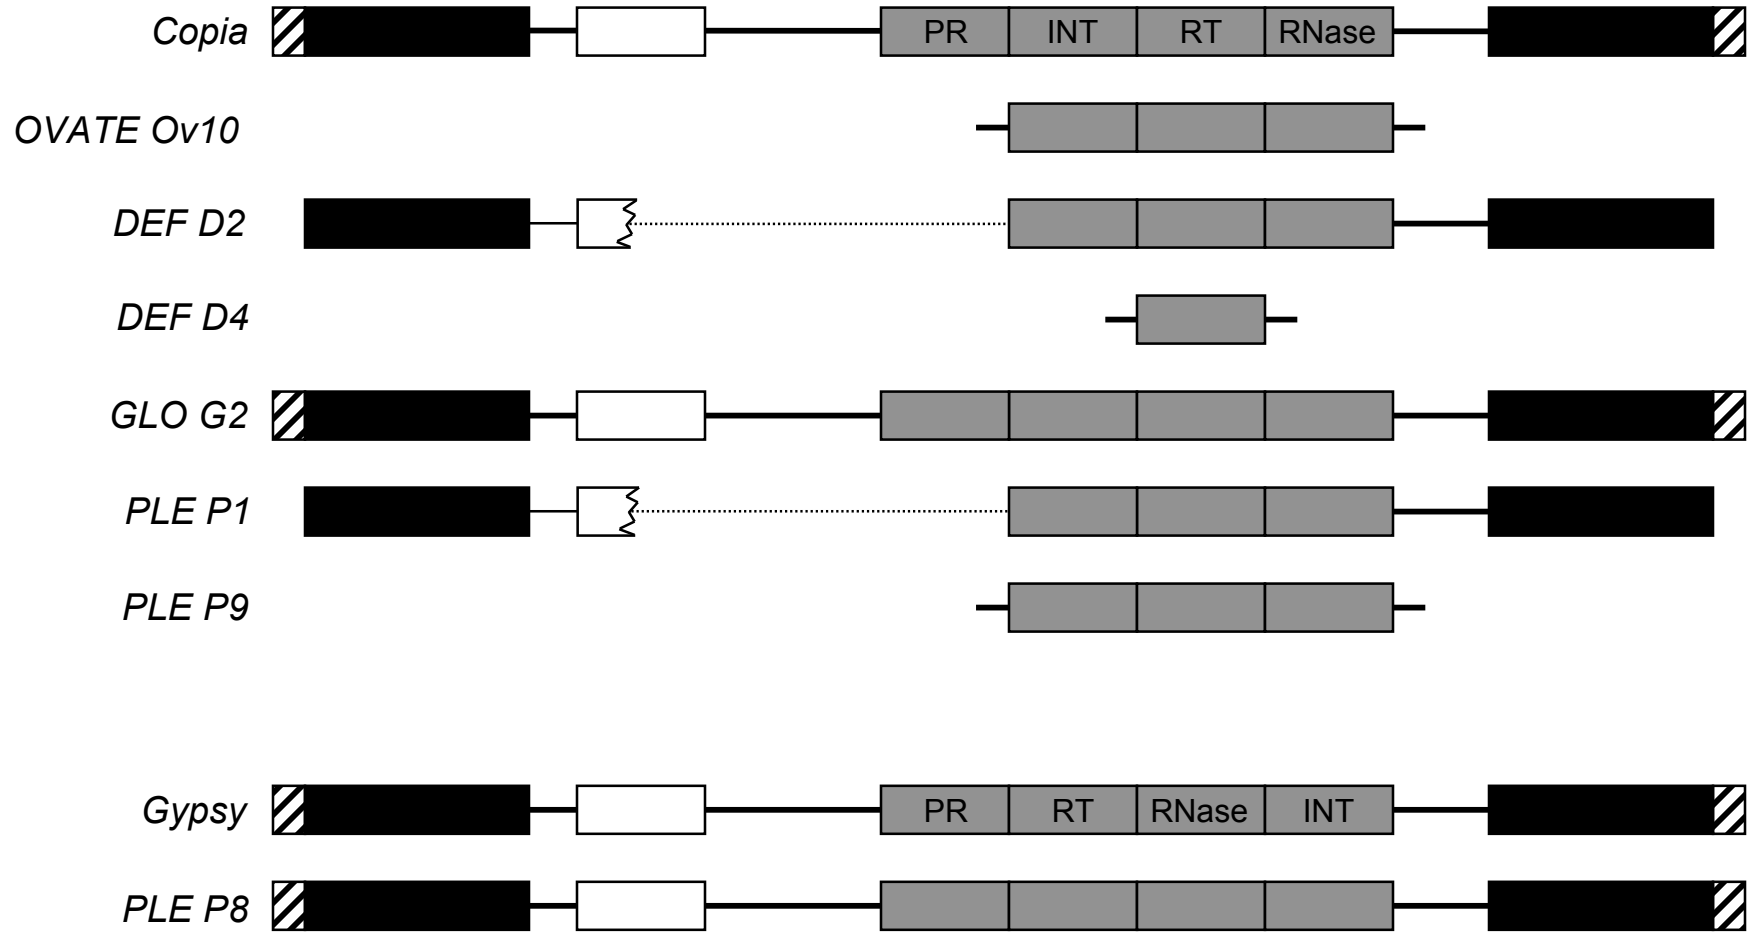 Copia PR INT RT RNase
OVATE Ov10
DEF D2
DEF D4
GLO G2
PLE P1
PLE P9
Gypsy PR RT RNase INT
PLE P8